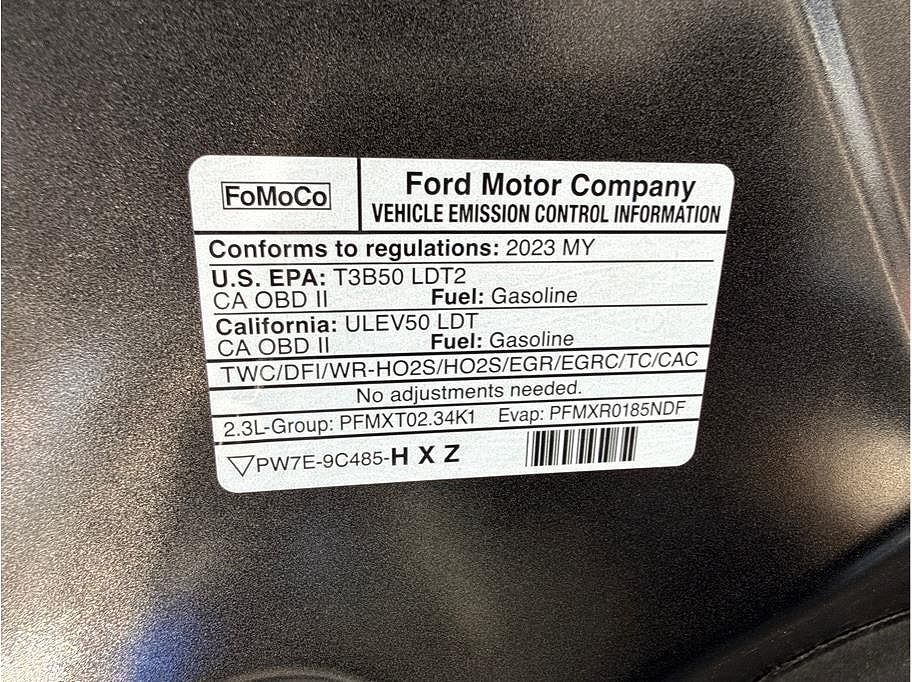 FoMoCo
Ford Motor Company
VEHICLE EMISSION CONTROL INFORMATION
Conforms to regulations: 2023 MY
U.S. EPA: T3B50 LDT2
CA OBD II Fuel: Gasoline
California: ULEV50 LDT
CA OBD II Fuel: Gasoline
TWC/DFI/WR-HO2S/HO2S/EGR/EGRC/TC/CAC
No adjustments needed.
2.3L-Group: PFMXT02.34K1 Evap: PFMXR0185NDF
PW7E-9C485-H X Z